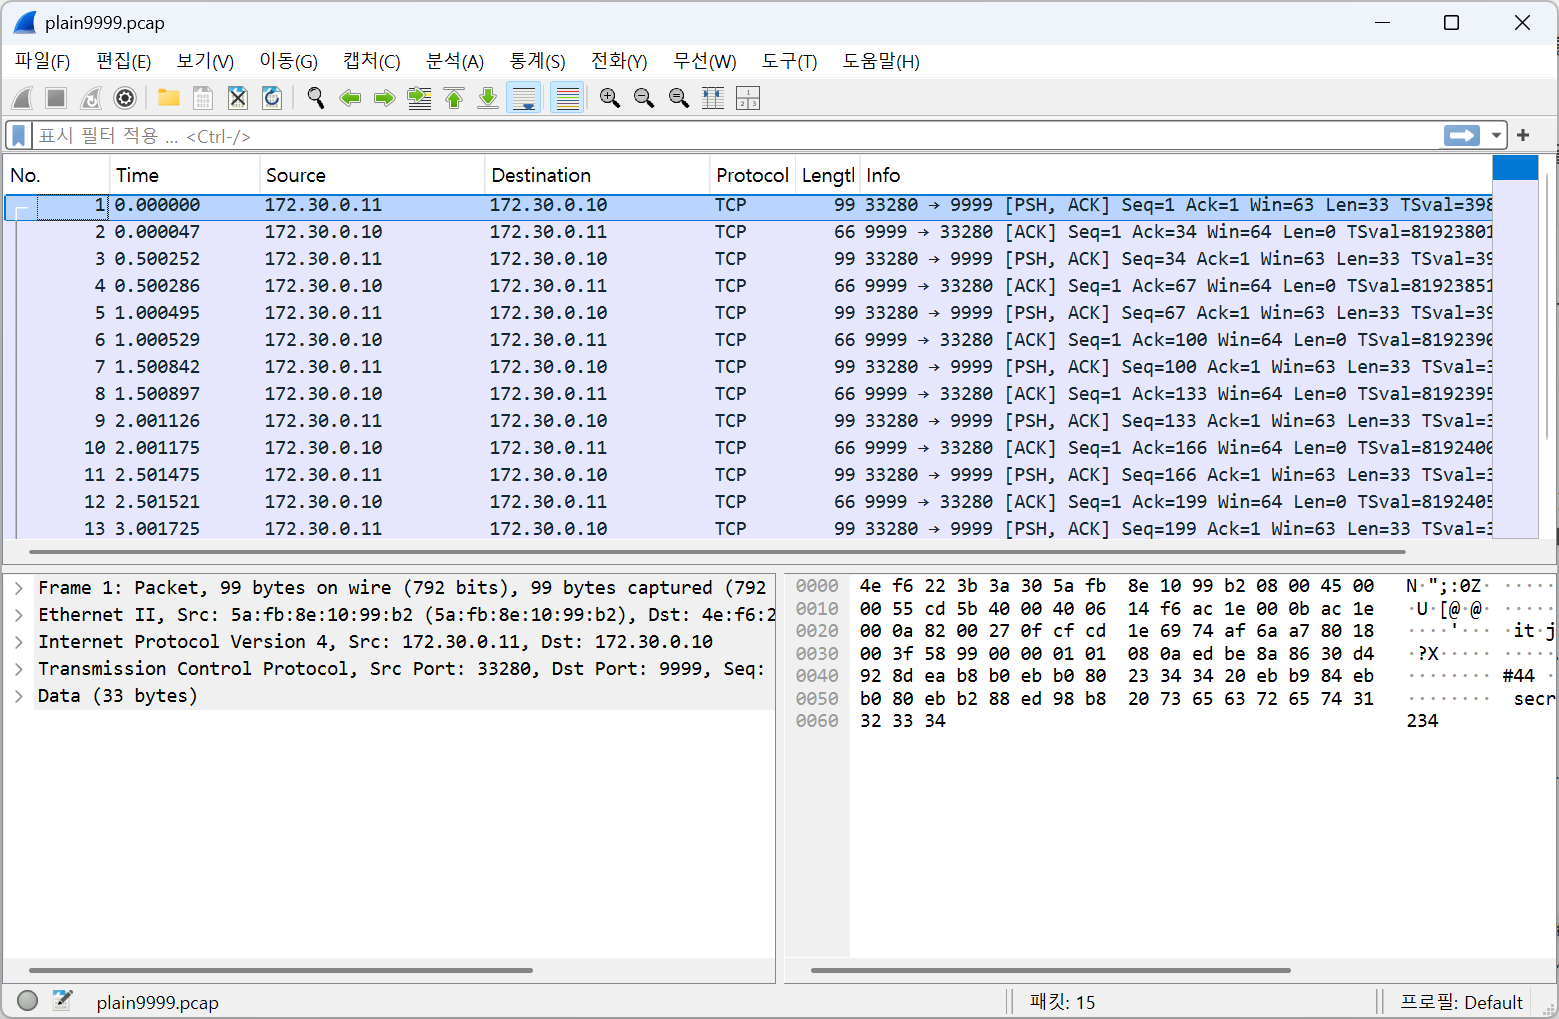 plain9999.pcap
파일(F) 편집(E) 보기(V) 이동(G) 캡처(C) 분석(A) 통계(S) 전화(Y) 무선(W) 도구(T) 도움말(H)
표시 필터 적용 … <Ctrl-/>
No. Time Source Destination Protocol Lengtl Info
1 0.000000 172.30.0.11 172.30.0.10 TCP 99 33280 → 9999 [PSH, ACK] Seq=1 Ack=1 Win=63 Len=33 TSval=398
2 0.000047 172.30.0.10 172.30.0.11 TCP 66 9999 → 33280 [ACK] Seq=1 Ack=34 Win=64 Len=0 TSval=81923801
3 0.500252 172.30.0.11 172.30.0.10 TCP 99 33280 → 9999 [PSH, ACK] Seq=34 Ack=1 Win=63 Len=33 TSval=39
4 0.500286 172.30.0.10 172.30.0.11 TCP 66 9999 → 33280 [ACK] Seq=1 Ack=67 Win=64 Len=0 TSval=81923851
5 1.000495 172.30.0.11 172.30.0.10 TCP 99 33280 → 9999 [PSH, ACK] Seq=67 Ack=1 Win=63 Len=33 TSval=39
6 1.000529 172.30.0.10 172.30.0.11 TCP 66 9999 → 33280 [ACK] Seq=1 Ack=100 Win=64 Len=0 TSval=8192390
7 1.500842 172.30.0.11 172.30.0.10 TCP 99 33280 → 9999 [PSH, ACK] Seq=100 Ack=1 Win=63 Len=33 TSval=3
8 1.500897 172.30.0.10 172.30.0.11 TCP 66 9999 → 33280 [ACK] Seq=1 Ack=133 Win=64 Len=0 TSval=8192395
9 2.001126 172.30.0.11 172.30.0.10 TCP 99 33280 → 9999 [PSH, ACK] Seq=133 Ack=1 Win=63 Len=33 TSval=3
10 2.001175 172.30.0.10 172.30.0.11 TCP 66 9999 → 33280 [ACK] Seq=1 Ack=166 Win=64 Len=0 TSval=8192400
11 2.501475 172.30.0.11 172.30.0.10 TCP 99 33280 → 9999 [PSH, ACK] Seq=166 Ack=1 Win=63 Len=33 TSval=3
12 2.501521 172.30.0.10 172.30.0.11 TCP 66 9999 → 33280 [ACK] Seq=1 Ack=199 Win=64 Len=0 TSval=8192405
13 3.001725 172.30.0.11 172.30.0.10 TCP 99 33280 → 9999 [PSH, ACK] Seq=199 Ack=1 Win=63 Len=33 TSval=3
Frame 1: Packet, 99 bytes on wire (792 bits), 99 bytes captured (792
Ethernet II, Src: 5a:fb:8e:10:99:b2 (5a:fb:8e:10:99:b2), Dst: 4e:f6:2
Internet Protocol Version 4, Src: 172.30.0.11, Dst: 172.30.0.10
Transmission Control Protocol, Src Port: 33280, Dst Port: 9999, Seq:
Data (33 bytes)
0000 4e f6 22 3b 3a 30 5a fb 8e 10 99 b2 08 00 45 00 N·";:0Z· ·····
0010 00 55 cd 5b 40 00 40 06 14 f6 ac 1e 00 0b ac 1e ·U·[@·@· ······
0020 00 0a 82 00 27 0f cf cd 1e 69 74 af 6a a7 80 18 ····'··· ·it·j
0030 00 3f 58 99 00 00 01 01 08 0a ed be 8a 86 30 d4 ·?X····· ·····
0040 92 8d ea b8 b0 eb b0 80 23 34 34 20 eb b9 84 eb ········ #44 ·
0050 b0 80 eb b2 88 ed 98 b8 20 73 65 63 72 65 74 31 ········ secr
0060 32 33 34 234
plain9999.pcap 패킷: 15 프로필: Default